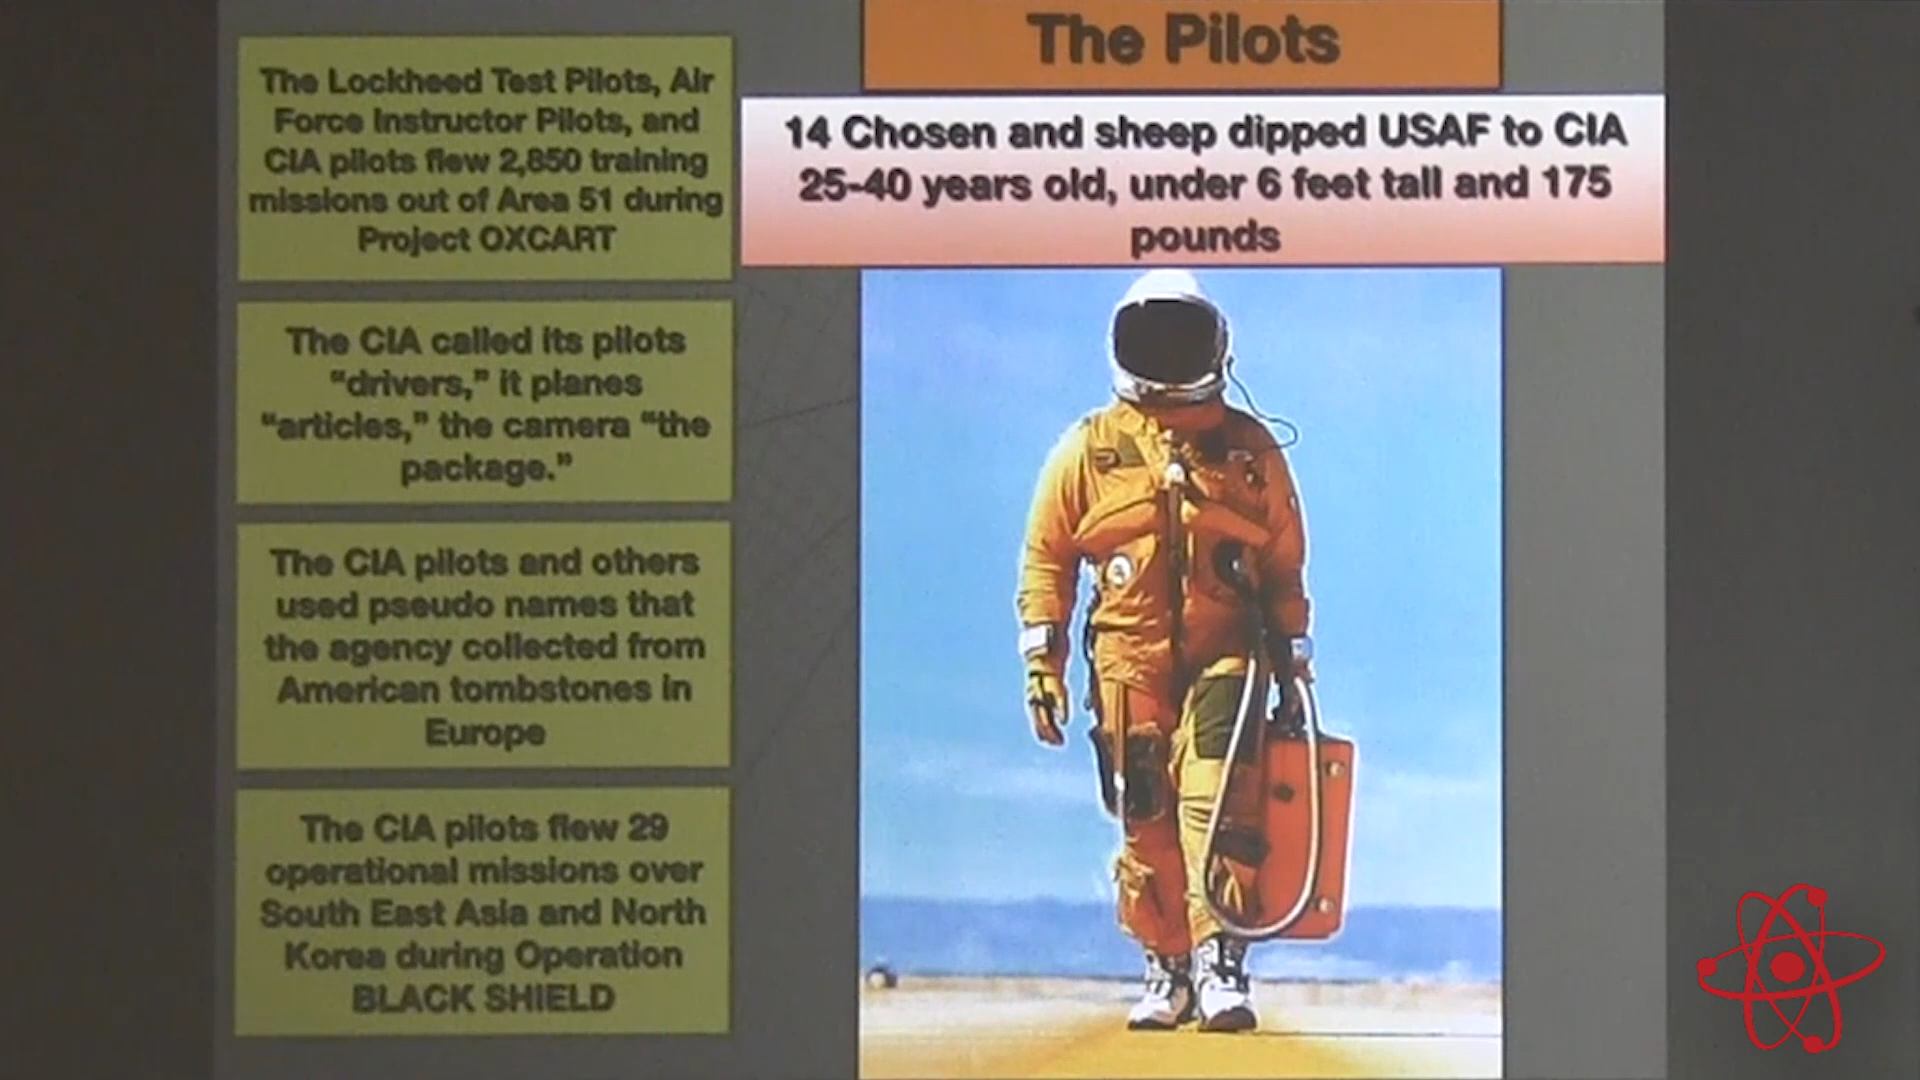 The Pilots
14 Chosen and sheep dipped USAF to CIA
25-40 years old, under 6 feet tall and 175
pounds
The Lockheed Test Pilots, Air
Force Instructor Pilots, and
CIA pilots flew 2,850 training
missions out of Area 51 during
Project OXCART
The CIA called its pilots
“drivers,” it planes
“articles,” the camera “the
package.”
The CIA pilots and others
used pseudo names that
the agency collected from
American tombstones in
Europe
The CIA pilots flew 29
operational missions over
South East Asia and North
Korea during Operation
BLACK SHIELD